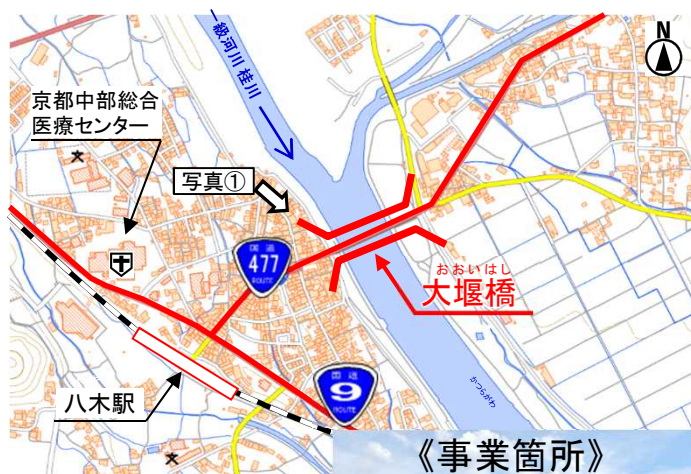 一級河川 桂川
N
京都中部総合
医療センター
写真①
国道
477
ROUTE
おおいはし
大堰橋
八木駅
国道
9
ROUTE
かつらがわ
《事業箇所》